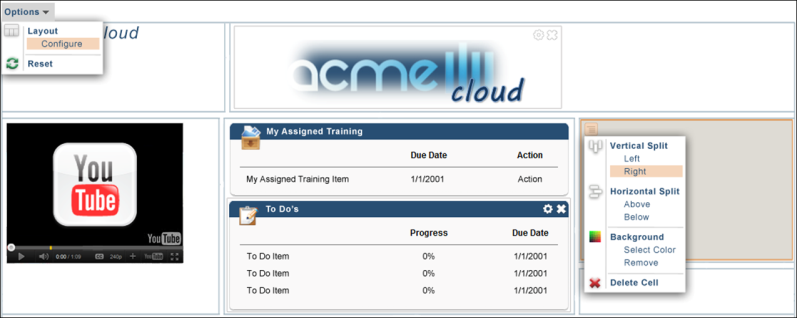 Options
Layout
Configure
Reset
loud
acme
cloud
You
Tube
YouTube
0:00 / 1:09
240p
You Tube
My Assigned Training
Due Date Action
My Assigned Training Item 1/1/2001 Action
To Do's
Progress Due Date
To Do Item 0% 1/1/2001
To Do Item 0% 1/1/2001
To Do Item 0% 1/1/2001
Vertical Split
Left
Right
Horizontal Split
Above
Below
Background
Select Color
Remove
Delete Cell